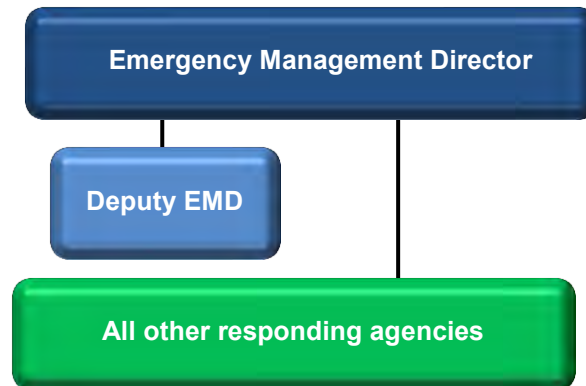 Emergency Management Director
Deputy EMD
All other responding agencies